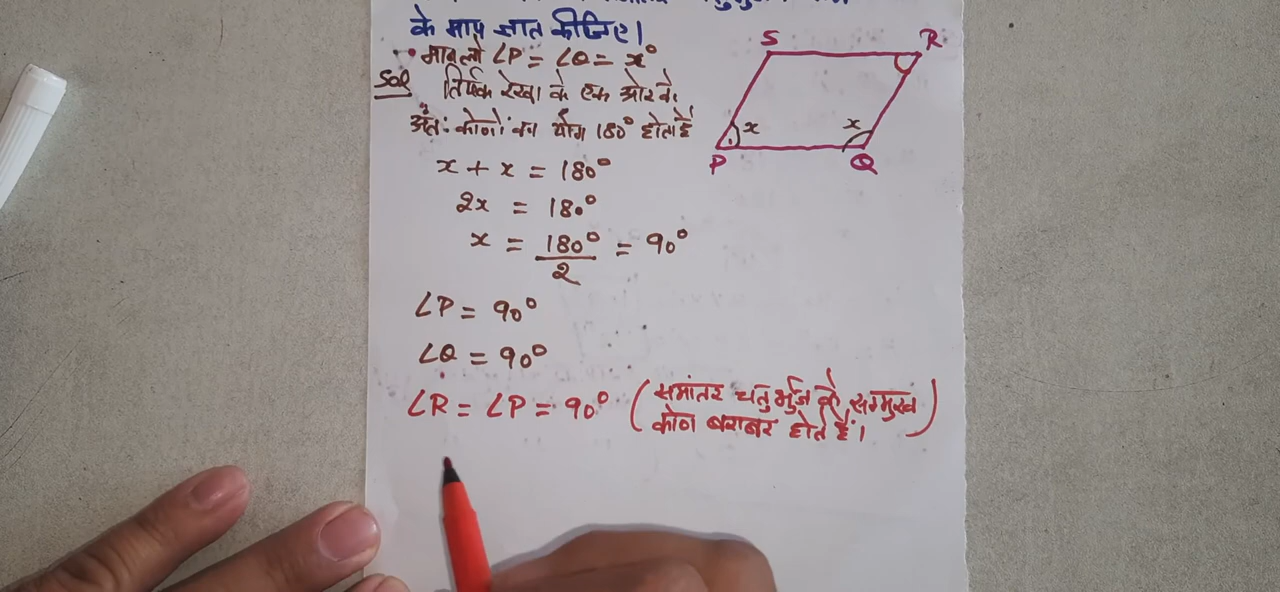 के माप ज्ञात कीजिए।
• मानलो ∠P = ∠Q = x°
Sol
तिर्यक रेखा के एक ओर के
अंत: कोणों का योग 180° होता है
x + x = 180°
2x = 180°
x = 180°/2 = 90°
∠P = 90°
∠Q = 90°
∠R = ∠P = 90° (समांतर चतुर्भुज के सम्मुख
कोण बराबर होते हैं।)
S R
x x
P Q